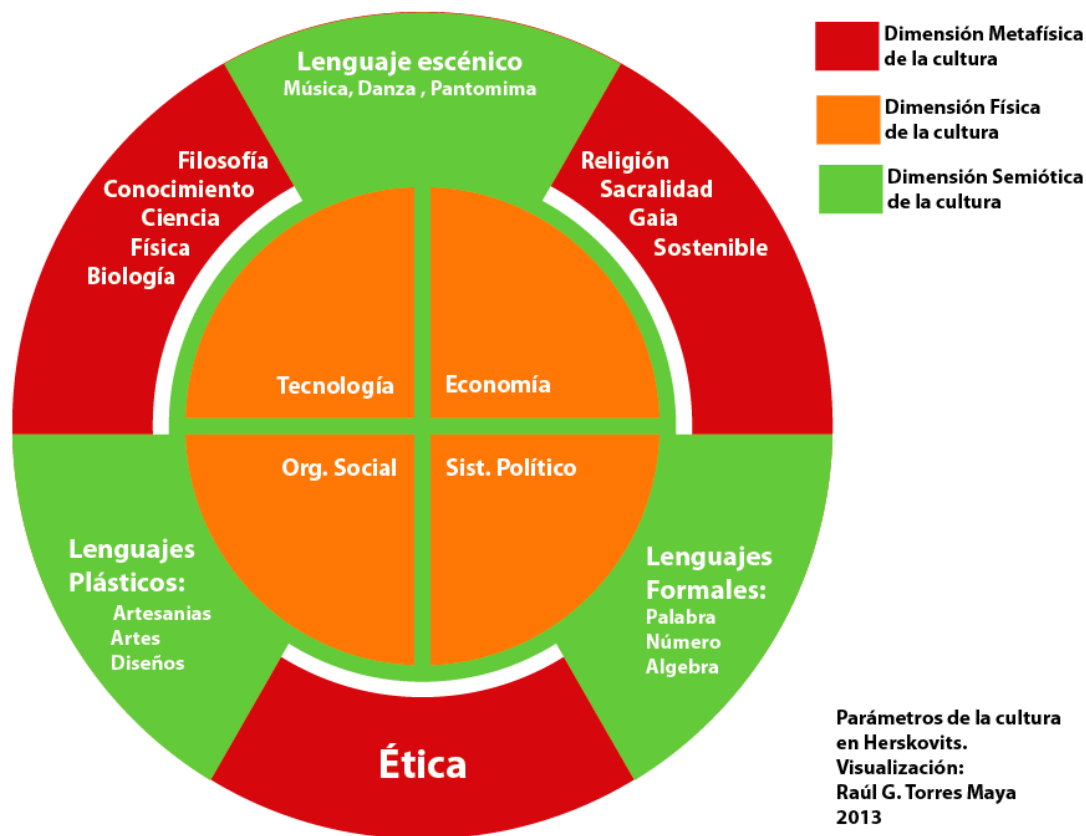 Lenguaje escénico
Música, Danza , Pantomima
Filosofía
Conocimiento
Ciencia
Física
Biología
Religión
Sacralidad
Gaia
Sostenible
Tecnología
Economía
Org. Social
Sist. Político
Lenguajes
Plásticos:
Artesanias
Artes
Diseños
Lenguajes
Formales:
Palabra
Número
Algebra
Ética
Dimensión Metafísica
de la cultura
Dimensión Física
de la cultura
Dimensión Semiótica
de la cultura
Parámetros de la cultura
en Herskovits.
Visualización:
Raúl G. Torres Maya
2013